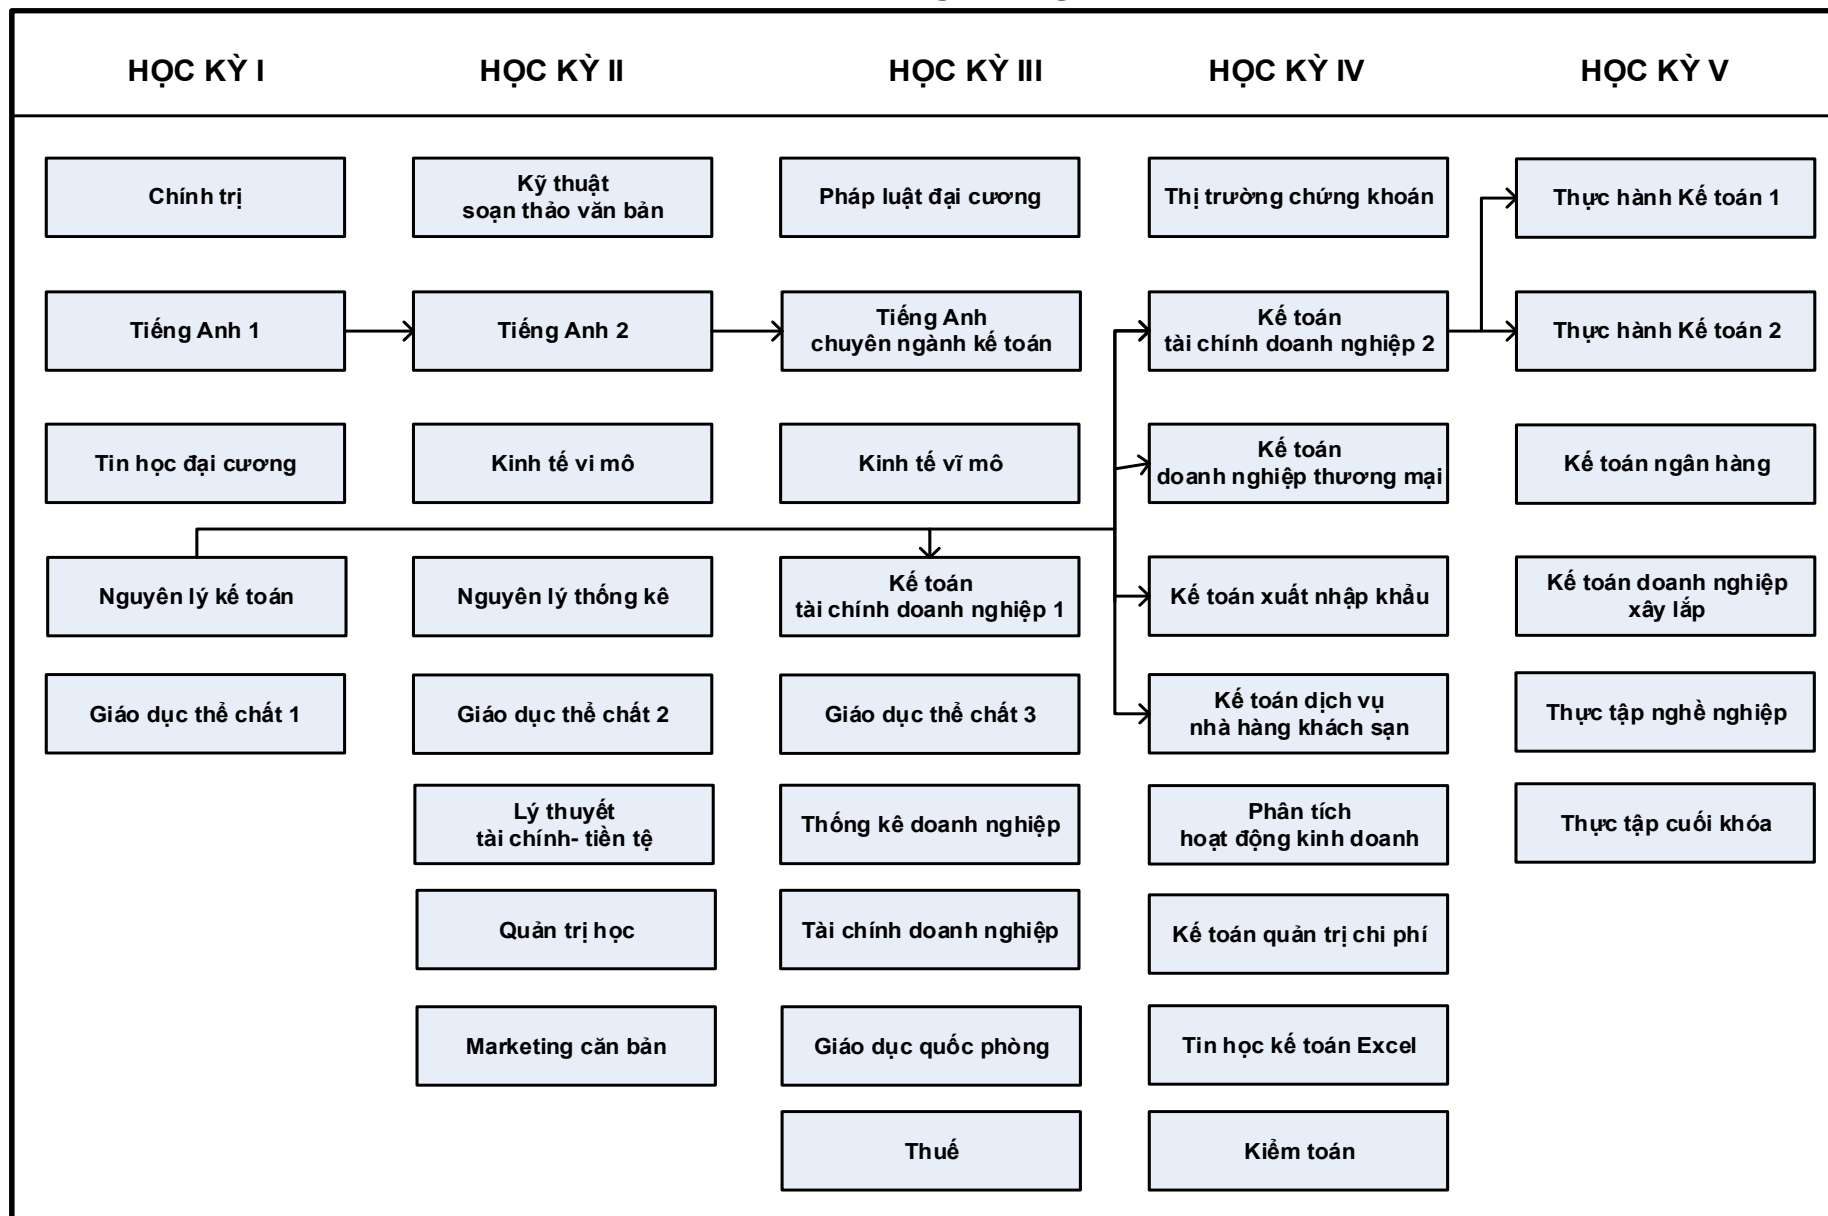 HỌC KỲ I
HỌC KỲ II
HỌC KỲ III
HỌC KỲ IV
HỌC KỲ V
Chính trị
Kỹ thuật
soạn thảo văn bản
Pháp luật đại cương
Thị trường chứng khoán
Thực hành Kế toán 1
Tiếng Anh 1
Tiếng Anh 2
Tiếng Anh
chuyên ngành kế toán
Kế toán
tài chính doanh nghiệp 2
Thực hành Kế toán 2
Tin học đại cương
Kinh tế vi mô
Kinh tế vĩ mô
Kế toán
doanh nghiệp thương mại
Kế toán ngân hàng
Nguyên lý kế toán
Nguyên lý thống kê
Kế toán
tài chính doanh nghiệp 1
Kế toán xuất nhập khẩu
Kế toán doanh nghiệp
xây lắp
Giáo dục thể chất 1
Giáo dục thể chất 2
Giáo dục thể chất 3
Kế toán dịch vụ
nhà hàng khách sạn
Thực tập nghề nghiệp
Lý thuyết
tài chính- tiền tệ
Thống kê doanh nghiệp
Phân tích
hoạt động kinh doanh
Thực tập cuối khóa
Quản trị học
Tài chính doanh nghiệp
Kế toán quản trị chi phí
Marketing căn bản
Giáo dục quốc phòng
Tin học kế toán Excel
Thuế
Kiểm toán